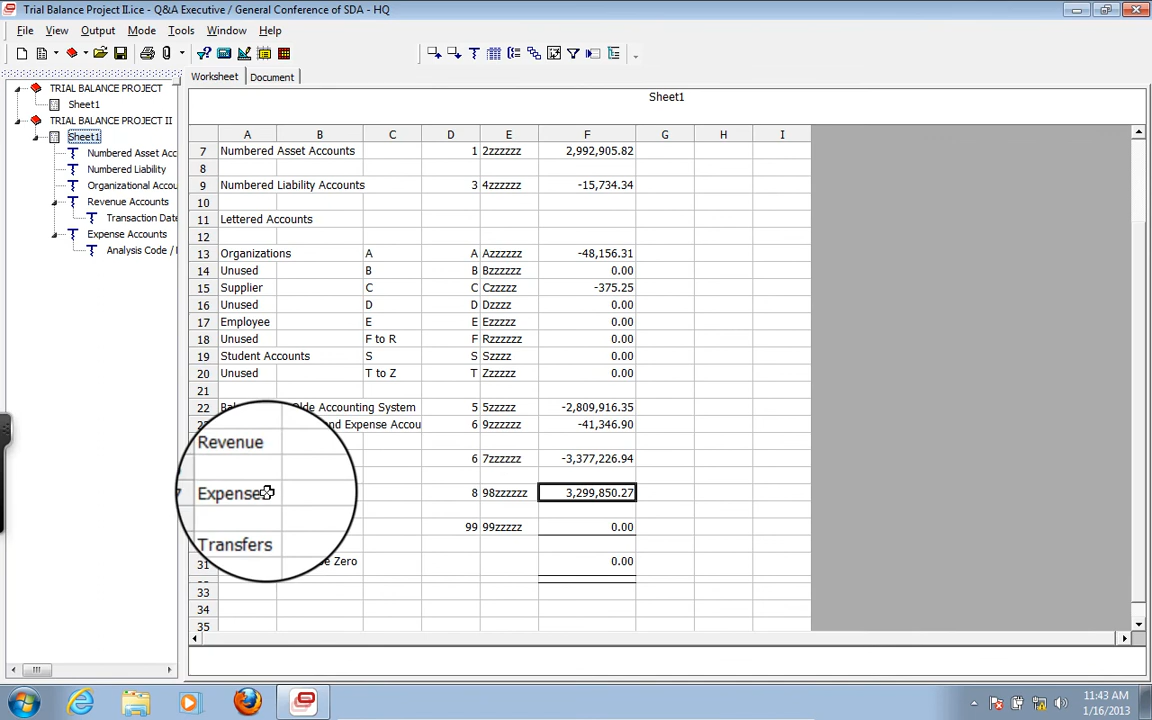 Trial Balance Project II.ice - Q&A Executive / General Conference of SDA - HQ
File View Output Mode Tools Window Help
Worksheet Document
TRIAL BALANCE PROJECT
Sheet1
TRIAL BALANCE PROJECT II
Sheet1
Numbered Asset Acc
Numbered Liability
Organizational Accou
Revenue Accounts
Transaction Date
Expense Accounts
Analysis Code /
Sheet1
A B C D E F G H I
7 Numbered Asset Accounts 1 2zzzzzz 2,992,905.82
8
9 Numbered Liability Accounts 3 4zzzzzz -15,734.34
10
11 Lettered Accounts
12
13 Organizations A A Azzzzzz -48,156.31
14 Unused B B Bzzzzzz 0.00
15 Supplier C C Czzzzz -375.25
16 Unused D D Dzzzz 0.00
17 Employee E E Ezzzzz 0.00
18 Unused F to R F Rzzzzz 0.00
19 Student Accounts S S Szzzz 0.00
20 Unused T to Z T Zzzzzz 0.00
21
22 Olde Accounting System 5 5zzzzz -2,809,916.35
nd Expense Accou 6 9zzzzzz -41,346.90
Revenue 6 7zzzzzz -3,377,226.94
7 Expense 8 98zzzzzz 3,299,850.27
Transfers 99 99zzzzz 0.00
31 e Zero 0.00
33
34
35
11:43 AM
1/16/2013